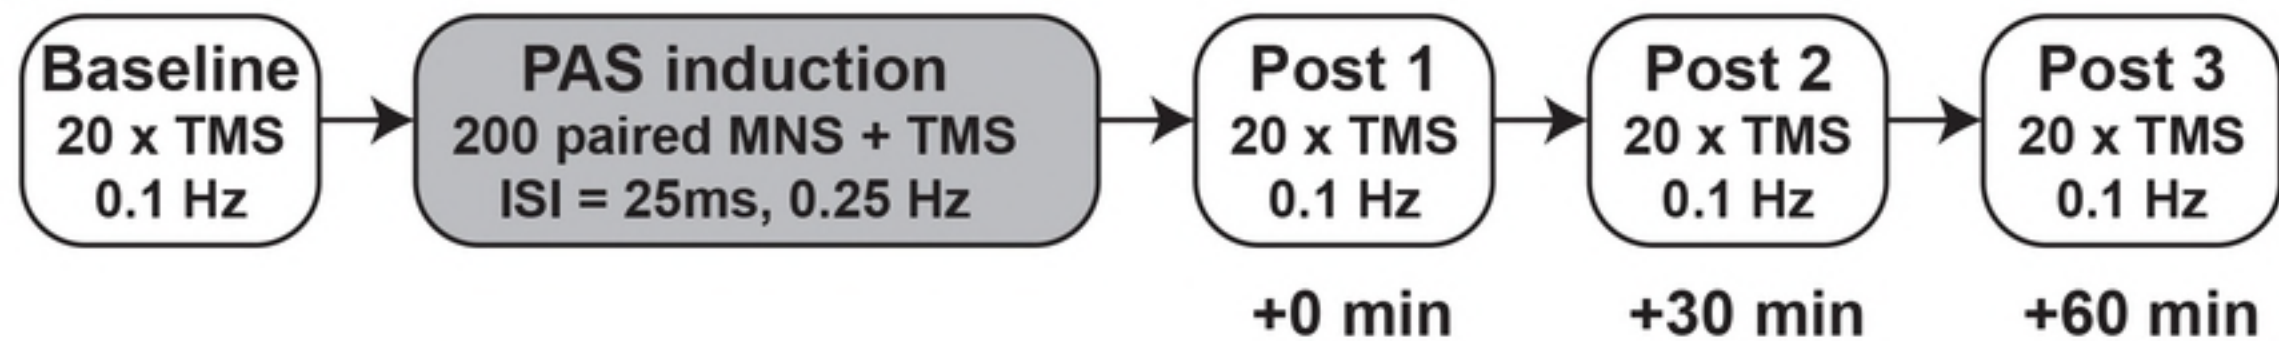 Baseline
20 x TMS
0.1 Hz
PAS induction
200 paired MNS + TMS
ISI = 25ms, 0.25 Hz
Post 1
20 x TMS
0.1 Hz
+0 min
Post 2
20 x TMS
0.1 Hz
+30 min
Post 3
20 x TMS
0.1 Hz
+60 min